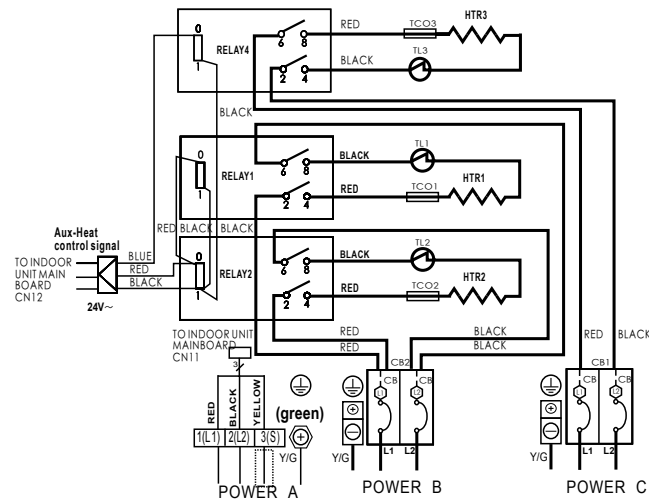 RED
TCO3
HTR3
RELAY4
0
1
6
8
2
4
BLACK
TL3
BLACK
RELAY1
0
1
6
8
2
4
BLACK
TL1
RED
TCO1
HTR1
Aux-Heat
control signal
TO INDOOR
UNIT MAIN
BOARD
CN12
24V~
BLUE
RED
BLACK
RED
BLACK
BLACK
RELAY2
0
1
6
8
2
4
BLACK
TL2
RED
TCO2
HTR2
RED
RED
BLACK
BLACK
RED
BLACK
TO INDOOR UNIT
MAINBOARD
CN11
3
RED
BLACK
YELLOW
(green)
1(L1)
2(L2)
3(S)
Y/G
POWER A
CB2
CB
CB
L1
L2
Y/G
L1
L2
POWER B
CB1
CB
CB
L1
L2
Y/G
L1
L2
POWER C